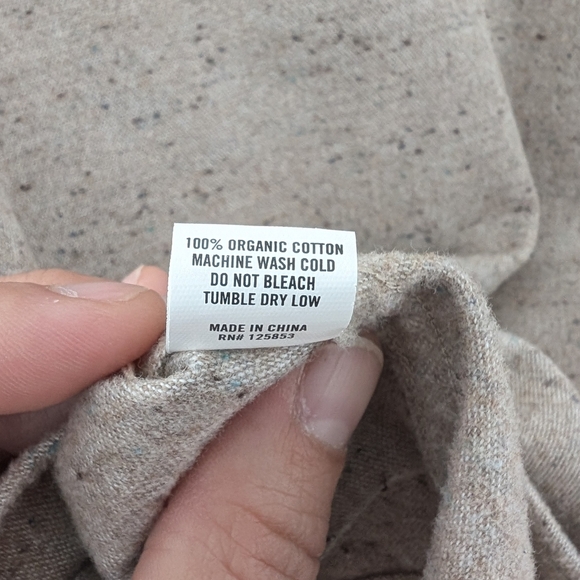 100% ORGANIC COTTON
MACHINE WASH COLD
DO NOT BLEACH
TUMBLE DRY LOW
MADE IN CHINA
RN# 125853